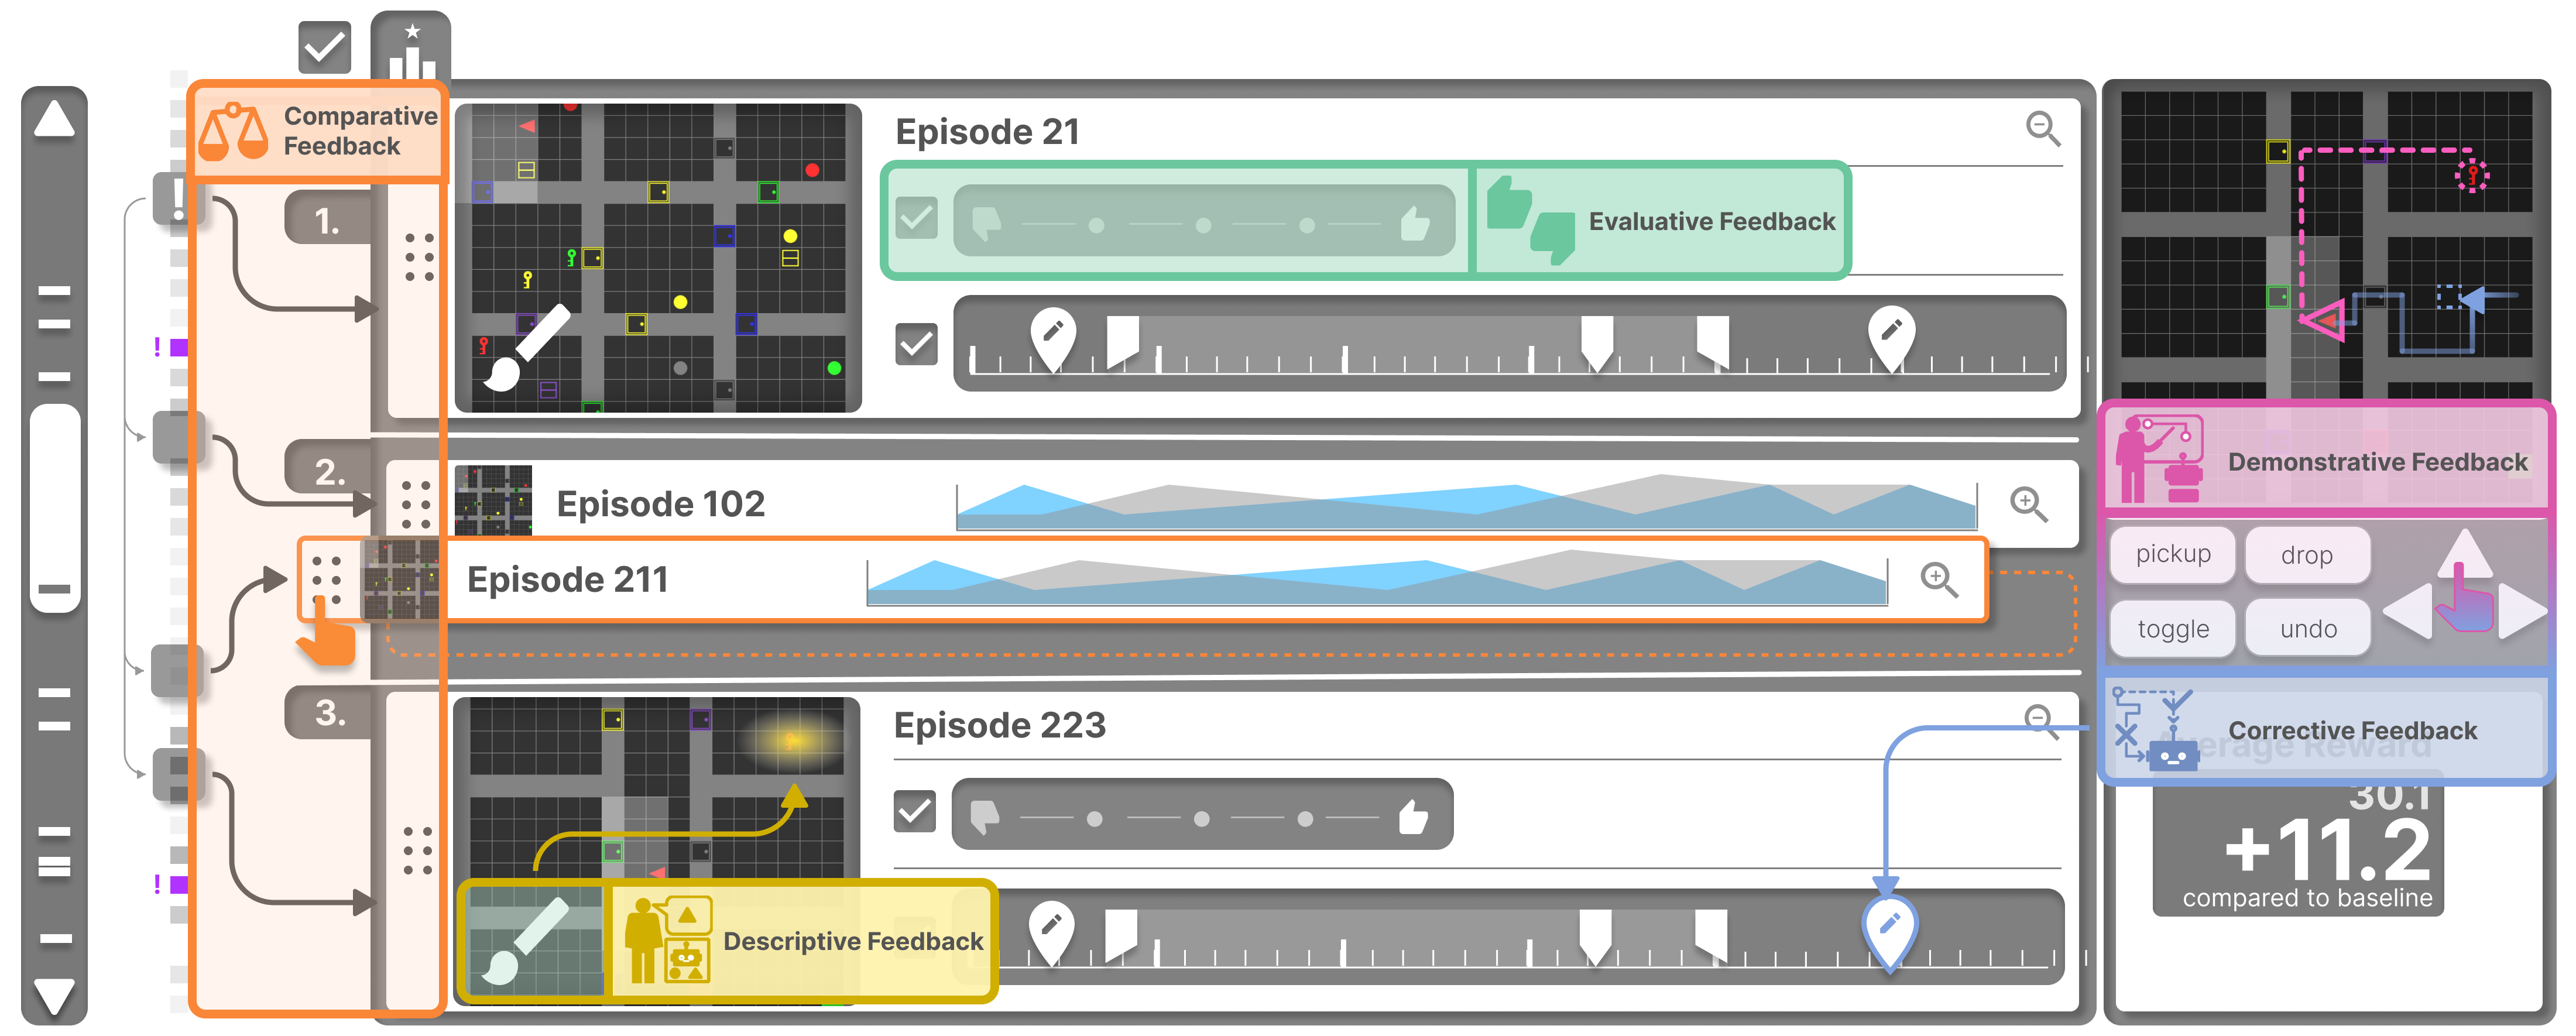 Comparative
Feedback
Episode 21
Evaluative Feedback
1.
!
!
2.
Episode 102
Episode 211
3.
Episode 223
Descriptive Feedback
!
Demonstrative Feedback
pickup
drop
toggle
undo
Corrective Feedback
Average Reward
30.1
+11.2
compared to baseline